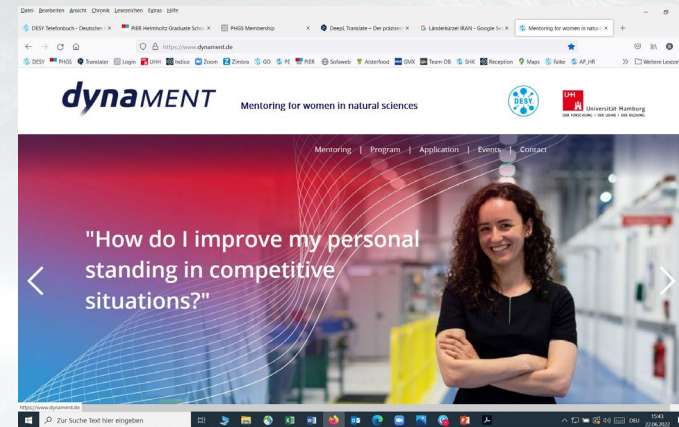 Datei Bearbeiten Ansicht Chronik Lesezeichen Extras Hilfe
DESY Telefonbuch - Deutsches
PIER Helmholtz Graduate Scho
PHGS Membership
DeepL Translate – Der präzises
Länderkürzel IRAN - Google Se
Mentoring for women in natur
https://www.dynament.de
DESY PHGS Translater Login UHH Indico Zoom Zimbra GO PE PIER Sofaweb Alsterfood GMX Team-DB SHK Reception Maps Faike AP_HR Weitere Leseze
dynaMENT
Mentoring for women in natural sciences
DESY.
UH
Universität Hamburg
DER FORSCHUNG | DER LEHRE | DER BILDUNG
Mentoring | Program | Application | Events | Contact
"How do I improve my personal
standing in competitive
situations?"
https://www.dynament.de
Zur Suche Text hier eingeben
DEU
15:43
22.06.2022